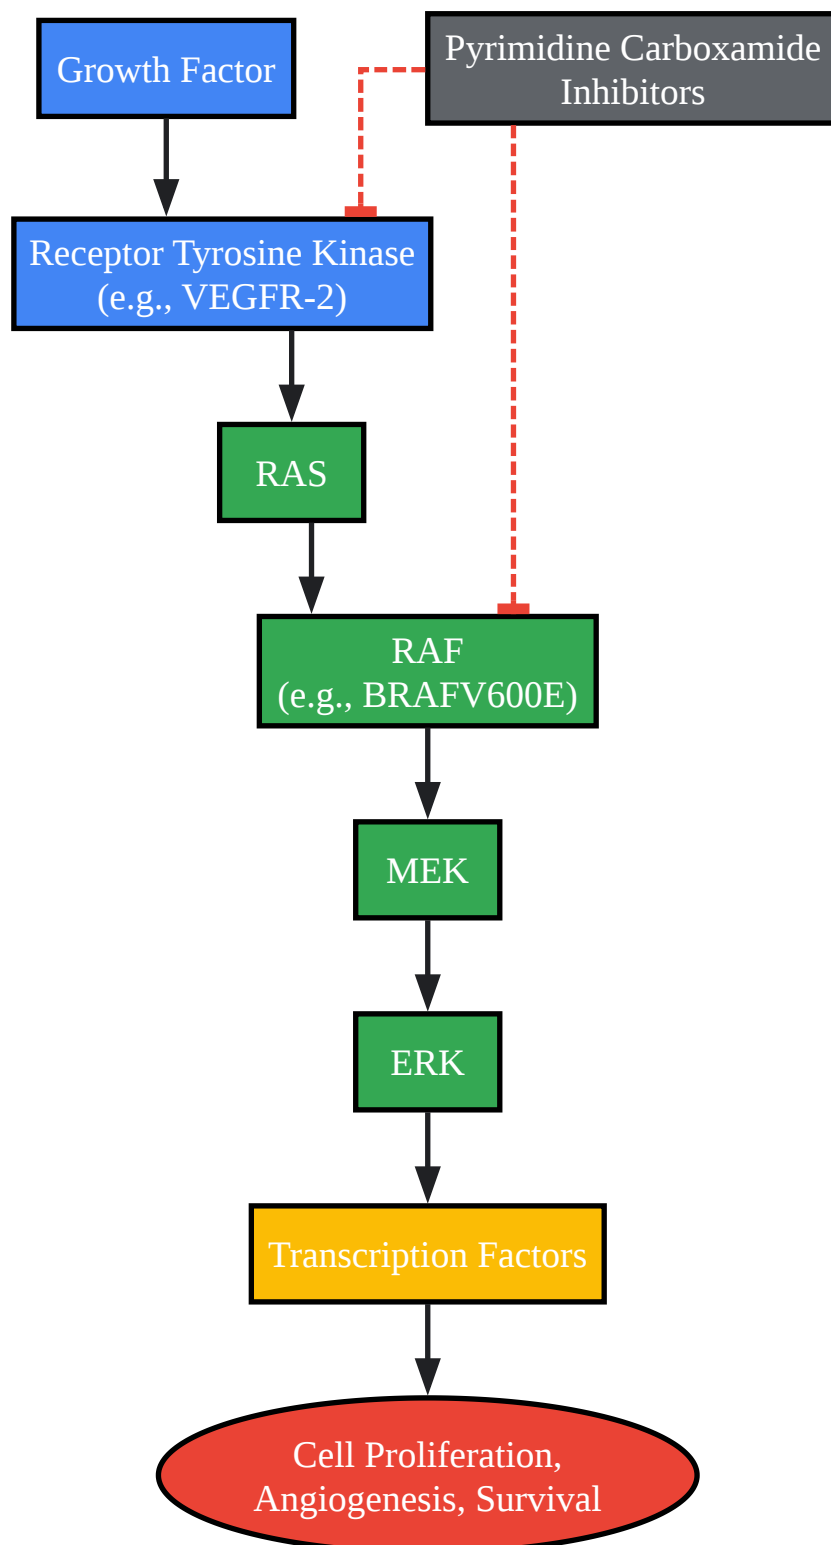 Growth Factor
Pyrimidine Carboxamide
Inhibitors
Receptor Tyrosine Kinase
(e.g., VEGFR-2)
RAS
RAF
(e.g., BRAFV600E)
MEK
ERK
Transcription Factors
Cell Proliferation,
Angiogenesis, Survival